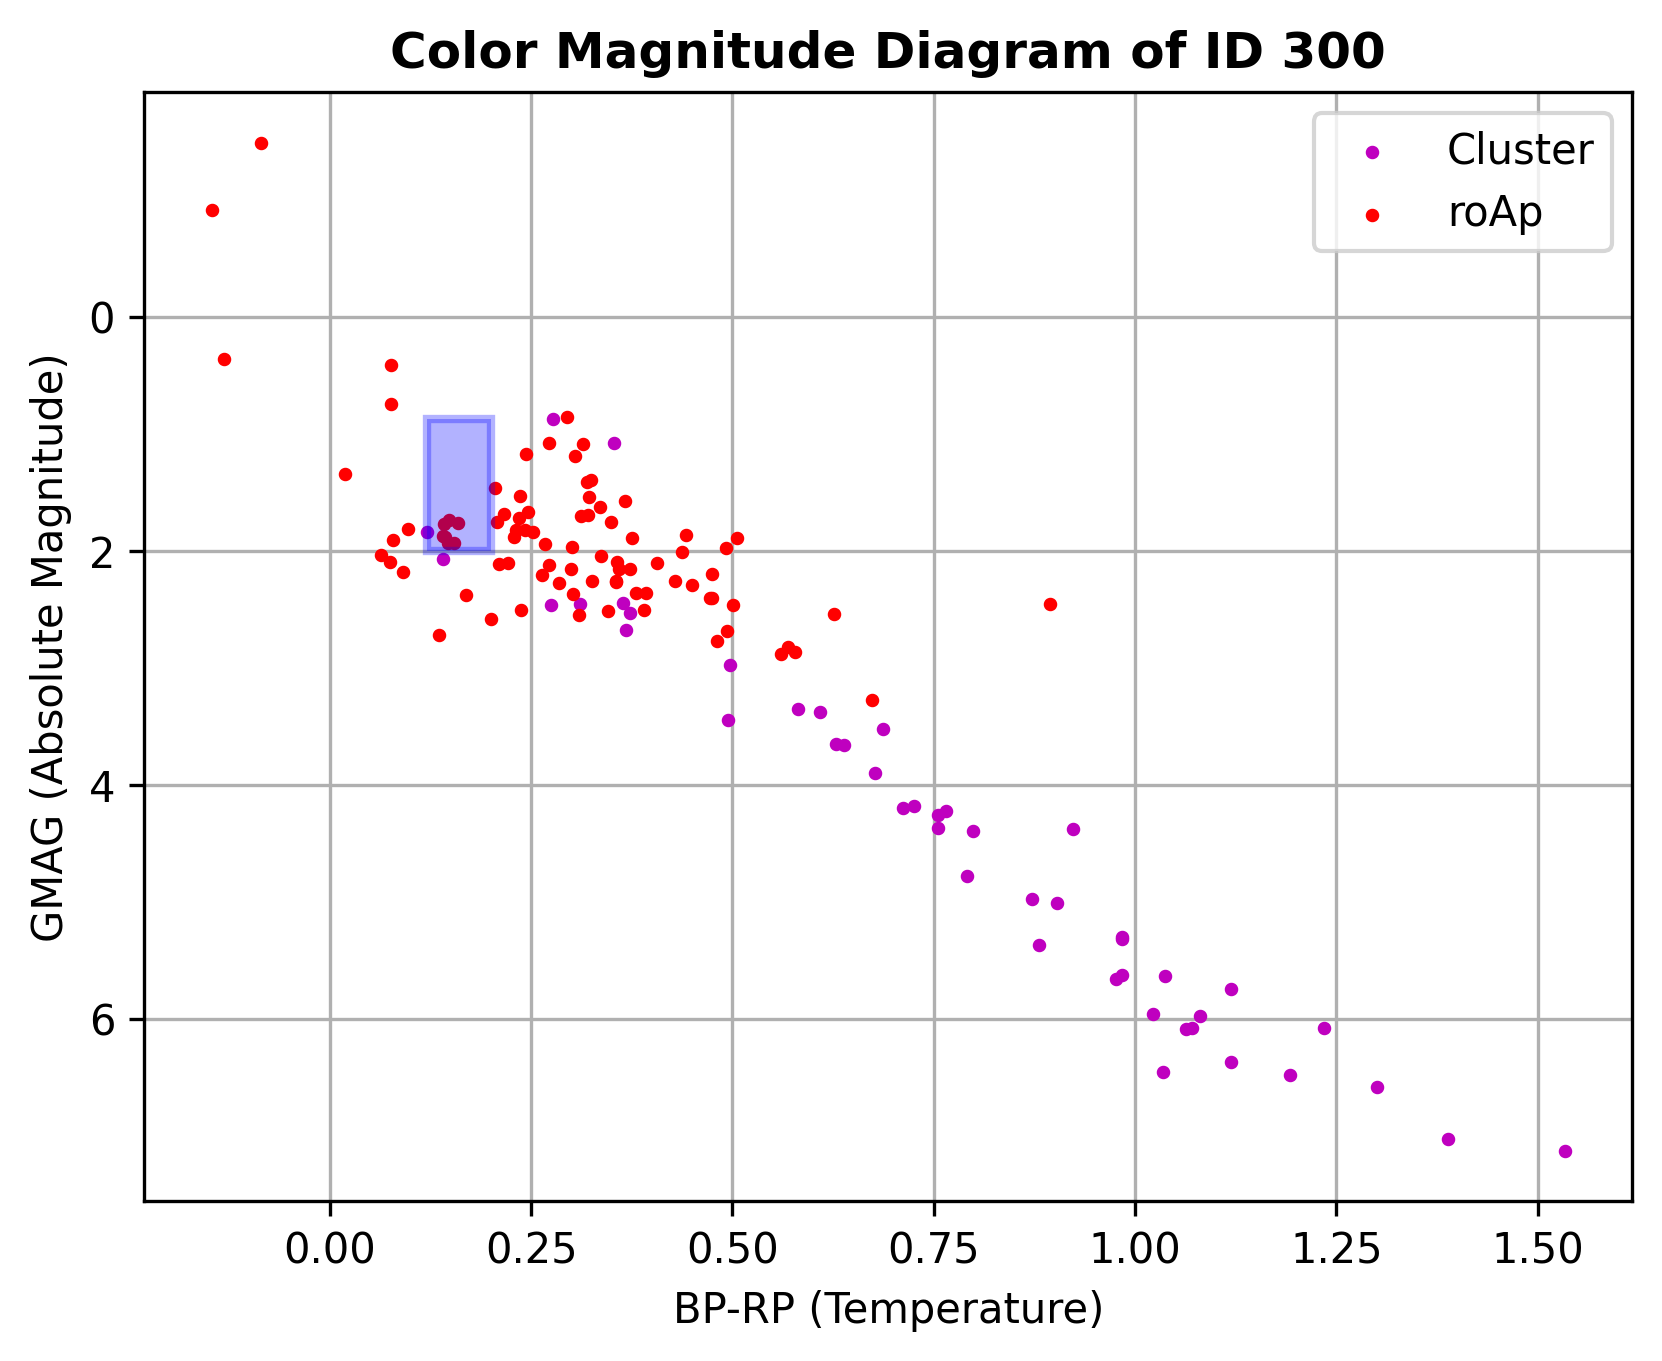 Color Magnitude Diagram of ID 300
Cluster
roAp
GMAG (Absolute Magnitude)
0
2
4
6
0.00 0.25 0.50 0.75 1.00 1.25 1.50
BP-RP (Temperature)